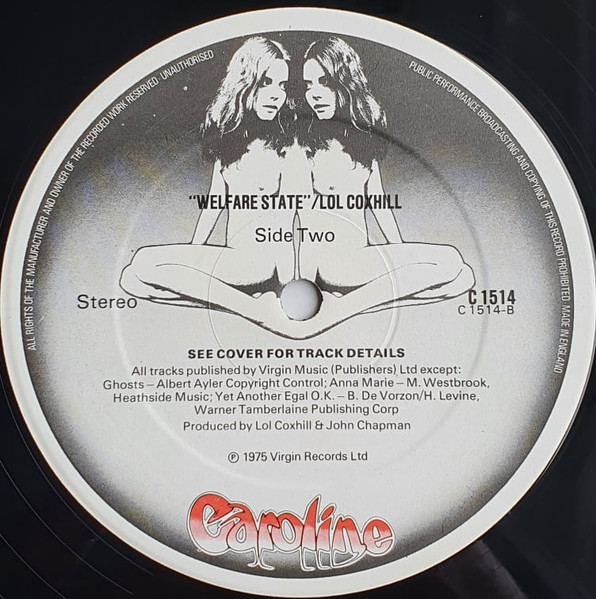 ALL RIGHTS OF THE MANUFACTURER AND OWNER OF THE RECORDED WORK RESERVED. UNAUTHORISED
PUBLIC PERFORMANCE BROADCASTING AND COPYING OF THIS RECORD PROHIBITED. MADE IN ENGLAND
"WELFARE STATE"/LOL COXHILL
Side Two
Stereo
C 1514
C 1514-B
SEE COVER FOR TRACK DETAILS
All tracks published by Virgin Music (Publishers) Ltd except:
Ghosts – Albert Ayler Copyright Control; Anna Marie – M. Westbrook,
Heathside Music; Yet Another Egal O.K. – B. De Vorzon/H. Levine,
Warner Tamberlaine Publishing Corp
Produced by Lol Coxhill & John Chapman
℗ 1975 Virgin Records Ltd
Caroline